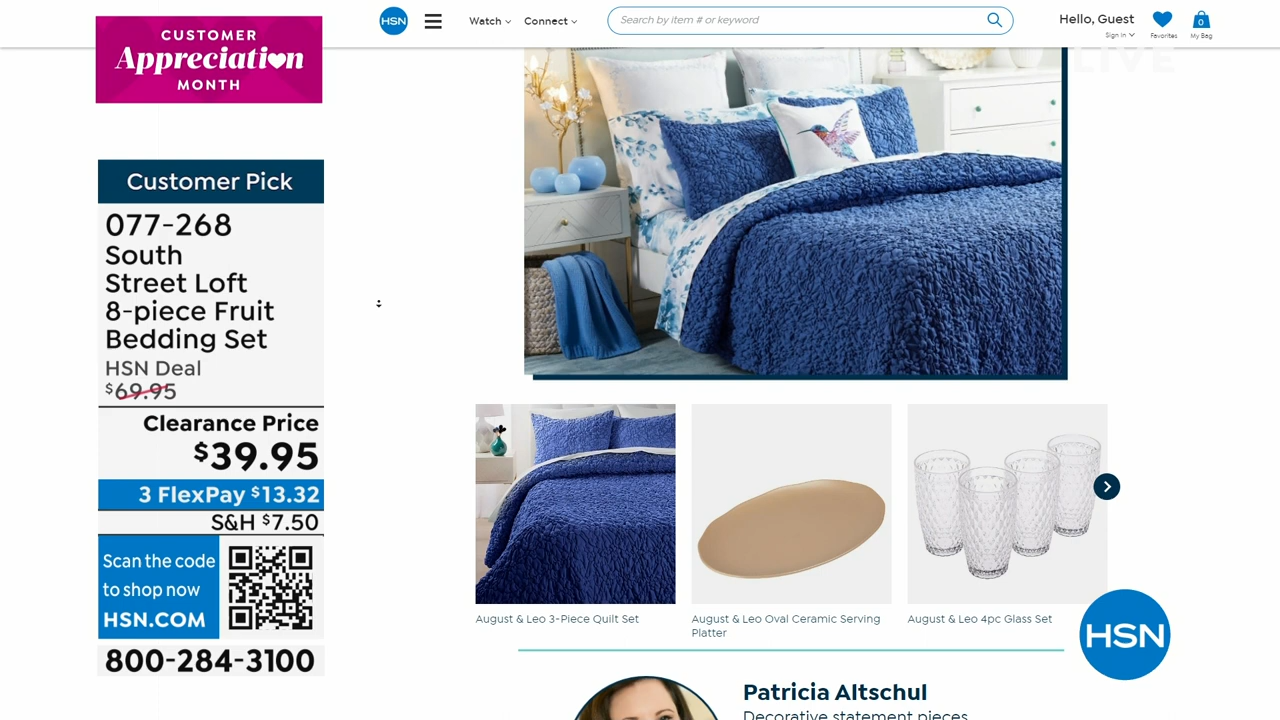 CUSTOMER
Appreciation
MONTH
HSN
Watch
Connect
Search by item # or keyword
Hello, Guest
Sign In
Favorites
0
My Bag
LIVE
Customer Pick
077-268
South
Street Loft
8-piece Fruit
Bedding Set
HSN Deal
$69.95
Clearance Price
$39.95
3 FlexPay $13.32
S&H $7.50
Scan the code
to shop now
HSN.COM
800-284-3100
August & Leo 3-Piece Quilt Set
August & Leo Oval Ceramic Serving
Platter
August & Leo 4pc Glass Set
HSN
Patricia Altschul
Decorative statement pieces